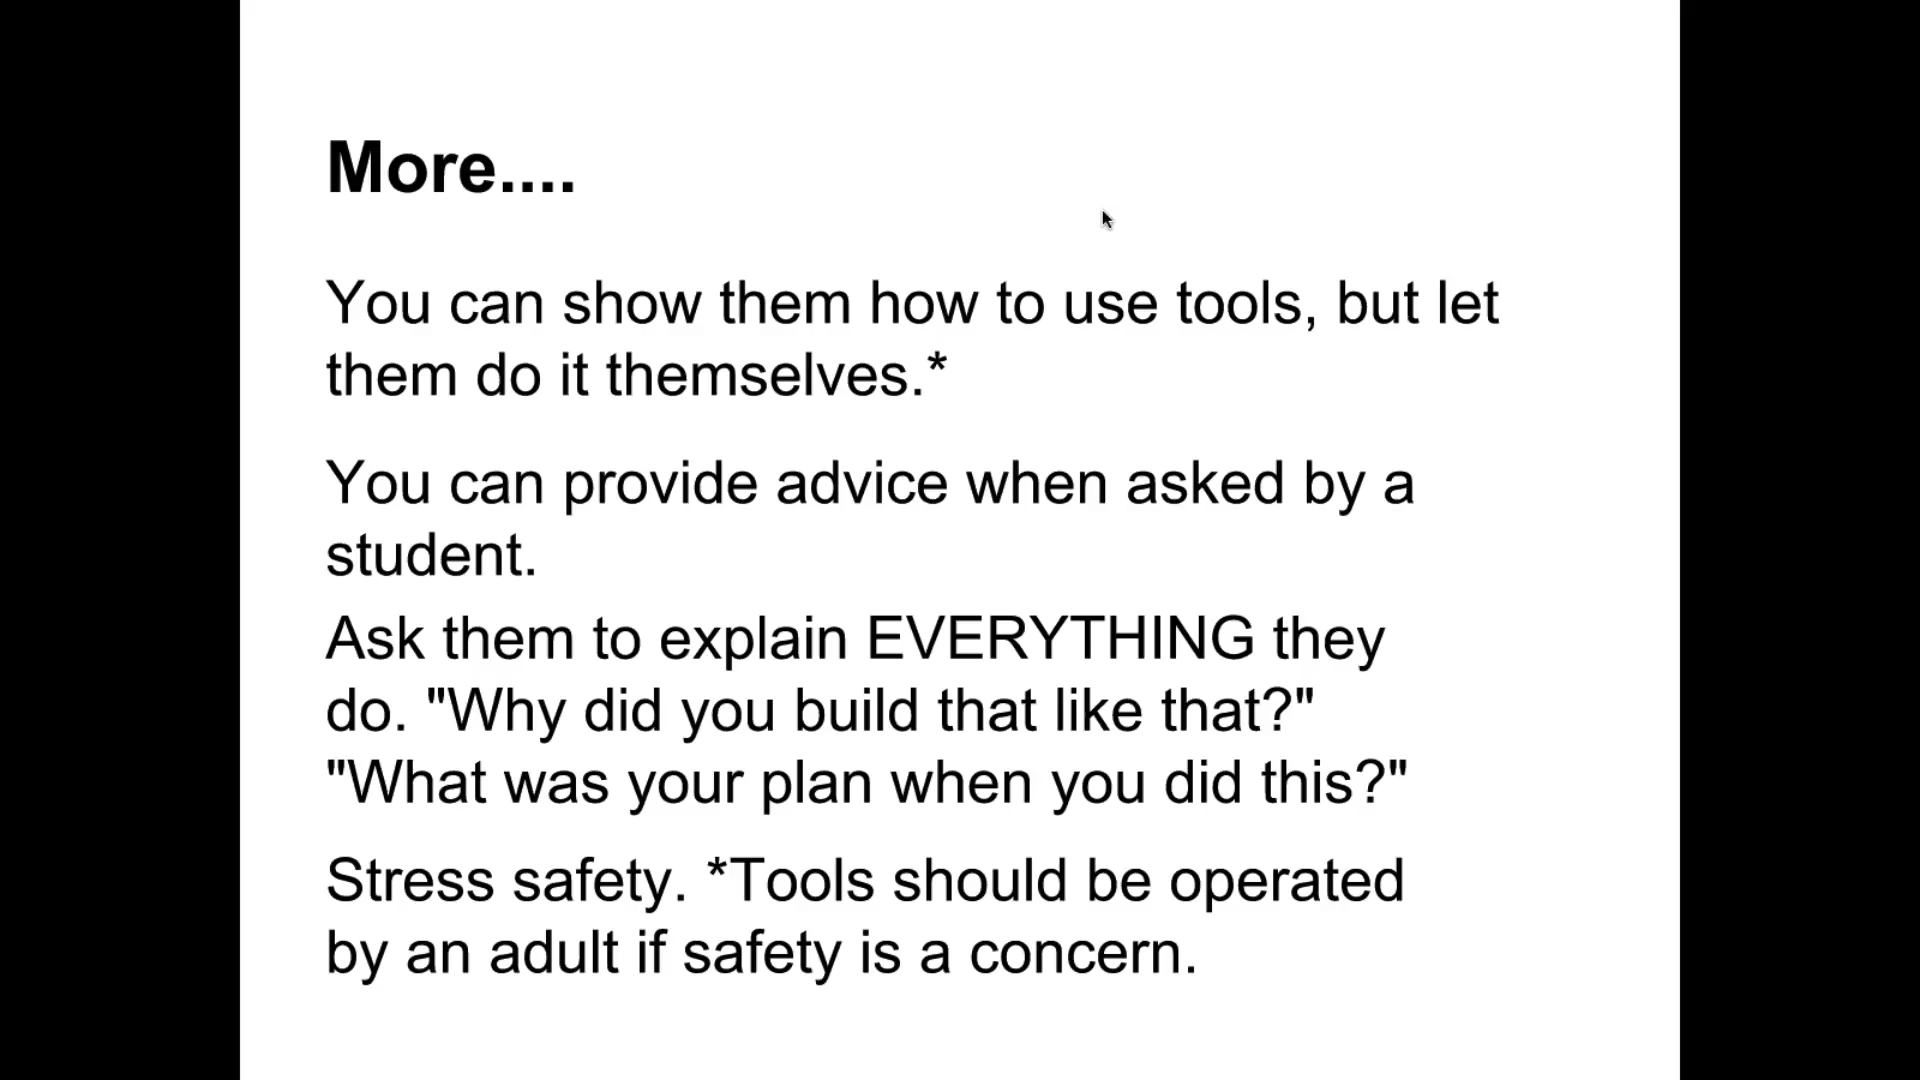 More....
You can show them how to use tools, but let
them do it themselves.*
You can provide advice when asked by a
student.
Ask them to explain EVERYTHING they
do. "Why did you build that like that?"
"What was your plan when you did this?"
Stress safety. *Tools should be operated
by an adult if safety is a concern.